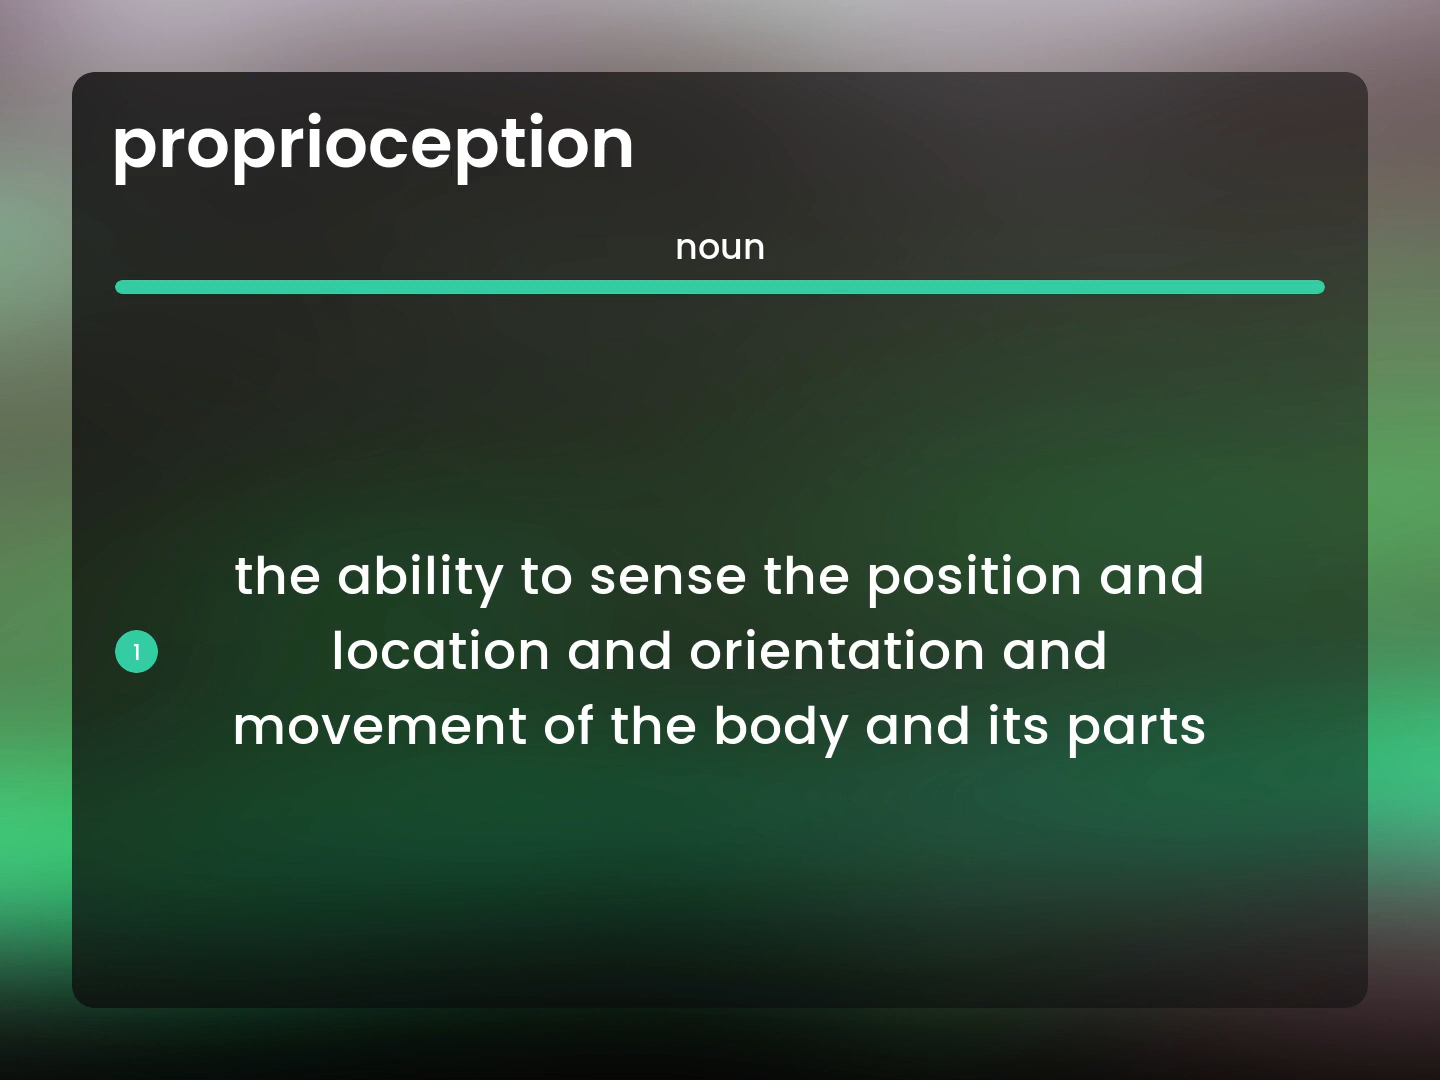 proprioception
noun
the ability to sense the position and
1
location and orientation and
movement of the body and its parts